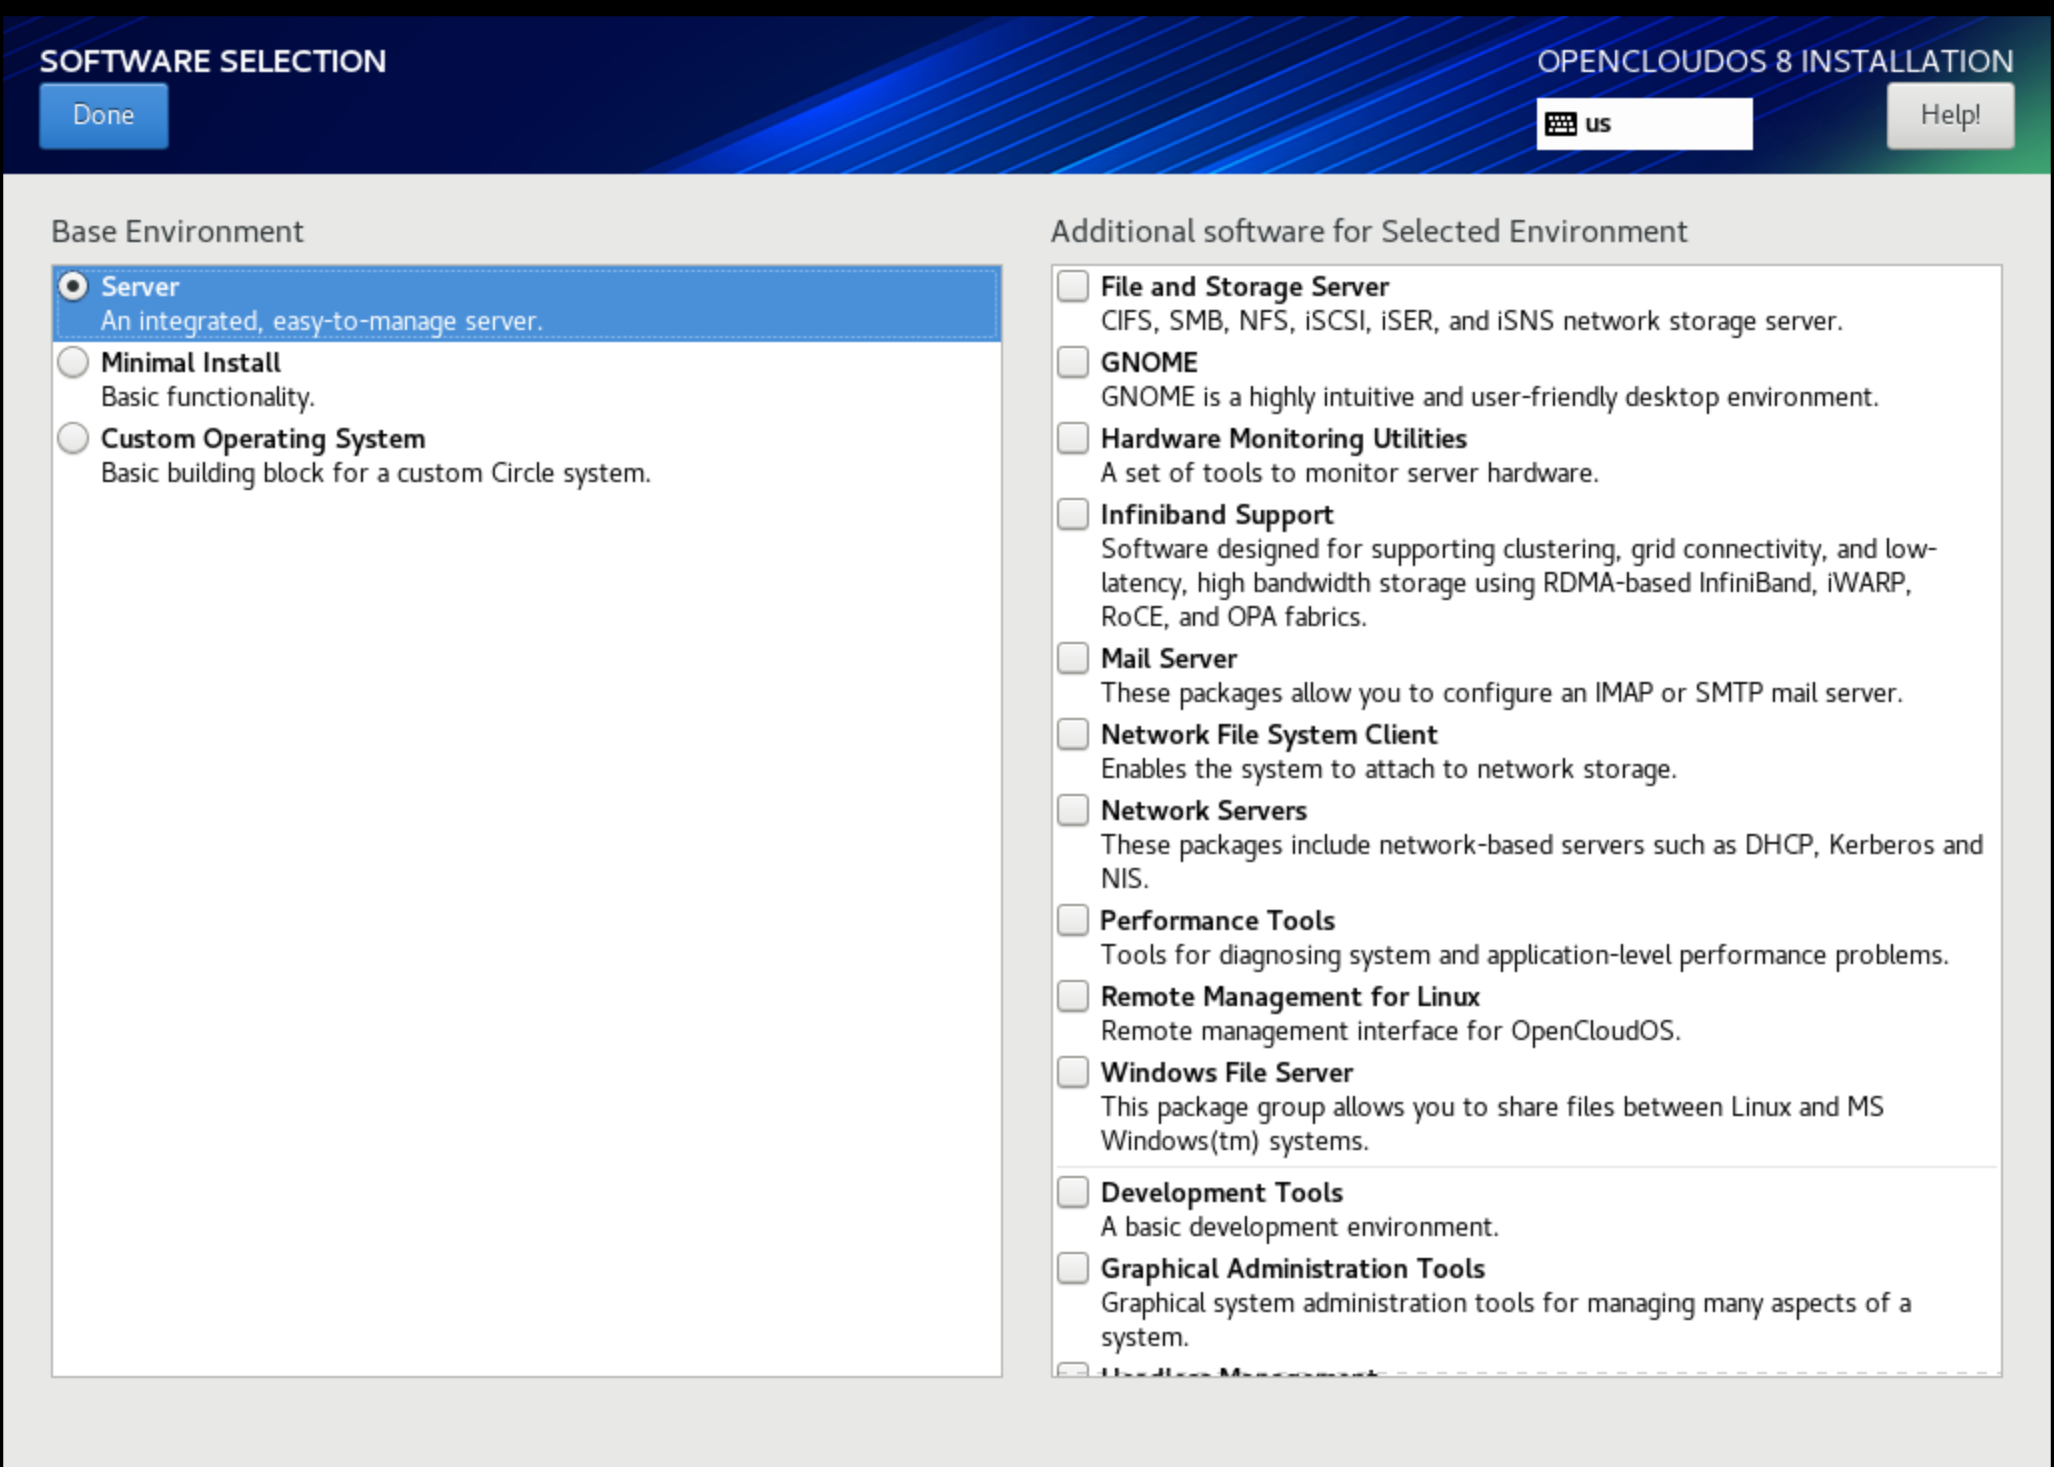 SOFTWARE SELECTION
OPENCLOUDOS 8 INSTALLATION
Done
us
Help!
Base Environment
Server
An integrated, easy-to-manage server.
Minimal Install
Basic functionality.
Custom Operating System
Basic building block for a custom Circle system.
Additional software for Selected Environment
File and Storage Server
CIFS, SMB, NFS, iSCSI, iSER, and iSNS network storage server.
GNOME
GNOME is a highly intuitive and user-friendly desktop environment.
Hardware Monitoring Utilities
A set of tools to monitor server hardware.
Infiniband Support
Software designed for supporting clustering, grid connectivity, and low-
latency, high bandwidth storage using RDMA-based InfiniBand, iWARP,
RoCE, and OPA fabrics.
Mail Server
These packages allow you to configure an IMAP or SMTP mail server.
Network File System Client
Enables the system to attach to network storage.
Network Servers
These packages include network-based servers such as DHCP, Kerberos and
NIS.
Performance Tools
Tools for diagnosing system and application-level performance problems.
Remote Management for Linux
Remote management interface for OpenCloudOS.
Windows File Server
This package group allows you to share files between Linux and MS
Windows(tm) systems.
Development Tools
A basic development environment.
Graphical Administration Tools
Graphical system administration tools for managing many aspects of a
system.
Headless Management